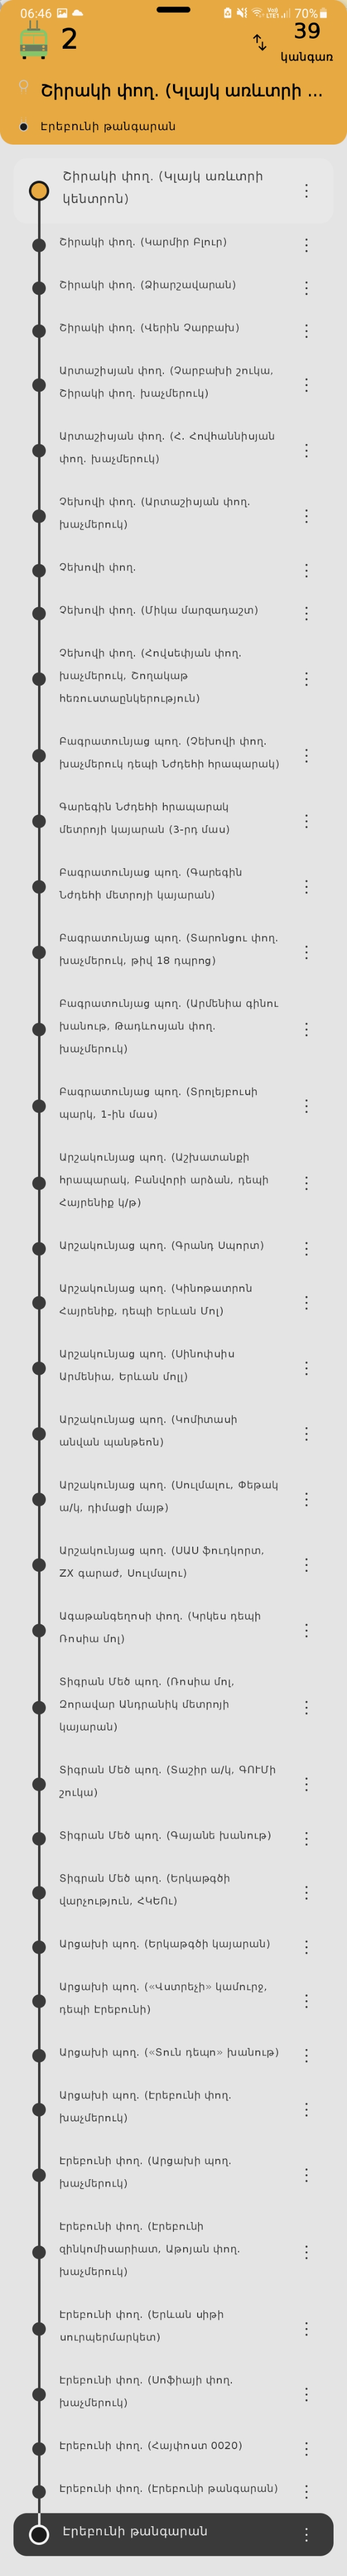 06:46 70%
2
39
կանգառ
Շիրակի փող. (Կլայկ առևտրի ...
Էրեբունի թանգարան
Շիրակի փող. (Կլայկ առևտրի
կենտրոն)
Շիրակի փող. (Կարմիր Բլուր)
Շիրակի փող. (Ձիարշավարան)
Շիրակի փող. (Վերին Չարբախ)
Արտաշիսյան փող. (Չարբախի շուկա,
Շիրակի փող. խաչմերուկ)
Արտաշիսյան փող. (Հ. Հովհաննիսյան
փող. խաչմերուկ)
Չեխովի փող. (Արտաշիսյան փող.
խաչմերուկ)
Չեխովի փող.
Չեխովի փող. (Միկա մարզադաշտ)
Չեխովի փող. (Հովսեփյան փող.
խաչմերուկ, Շողակաթ
հեռուստաընկերություն)
Բագրատունյաց պող. (Չեխովի փող.
խաչմերուկ դեպի Նժդեհի հրապարակ)
Գարեգին Նժդեհի հրապարակ
մետրոյի կայարան (3-րդ մաս)
Բագրատունյաց պող. (Գարեգին
Նժդեհի մետրոյի կայարան)
Բագրատունյաց պող. (Տարոնցու փող.
խաչմերուկ, թիվ 18 դպրոց)
Բագրատունյաց պող. (Արմենիա գինու
խանութ, Թադևոսյան փող.
խաչմերուկ)
Բագրատունյաց պող. (Տրոլեյբուսի
պարկ, 1-ին մաս)
Արշակունյաց պող. (Աշխատանքի
հրապարակ, Բանվորի արձան, դեպի
Հայրենիք կ/թ)
Արշակունյաց պող. (Գրանդ Սպորտ)
Արշակունյաց պող. (Կինոթատրոն
Հայրենիք, դեպի Երևան Մոլ)
Արշակունյաց պող. (Սինոփսիս
Արմենիա, Երևան մոլլ)
Արշակունյաց պող. (Կոմիտասի
անվան պանթեոն)
Արշակունյաց պող. (Սուլմալու, Փեթակ
ա/կ, դիմացի մայթ)
Արշակունյաց պող. (ՍԱՍ ֆուդկորտ,
ZX գարաժ, Սուլմալու)
Ագաթանգեղոսի փող. (Կրկես դեպի
Ռոսիա մոլ)
Տիգրան Մեծ պող. (Ռոսիա մոլ,
Զորավար Անդրանիկ մետրոյի
կայարան)
Տիգրան Մեծ պող. (Տաշիր ա/կ, ԳՈՒՄի
շուկա)
Տիգրան Մեծ պող. (Գայանե խանութ)
Տիգրան Մեծ պող. (Երկաթգծի
վարչություն, ՀԿԵՈւ)
Արցախի պող. (Երկաթգծի կայարան)
Արցախի պող. («Վստրեչի» կամուրջ,
դեպի Էրեբունի)
Արցախի պող. («Տուն դեպո» խանութ)
Արցախի պող. (Էրեբունի փող.
խաչմերուկ)
Էրեբունի փող. (Արցախի պող.
խաչմերուկ)
Էրեբունի փող. (Էրեբունի
զինկոմիսարիատ, Աթոյան փող.
խաչմերուկ)
Էրեբունի փող. (Երևան սիթի
սուրպերմարկետ)
Էրեբունի փող. (Սոֆիայի փող.
խաչմերուկ)
Էրեբունի փող. (Հայփոստ 0020)
Էրեբունի փող. (Էրեբունի թանգարան)
Էրեբունի թանգարան